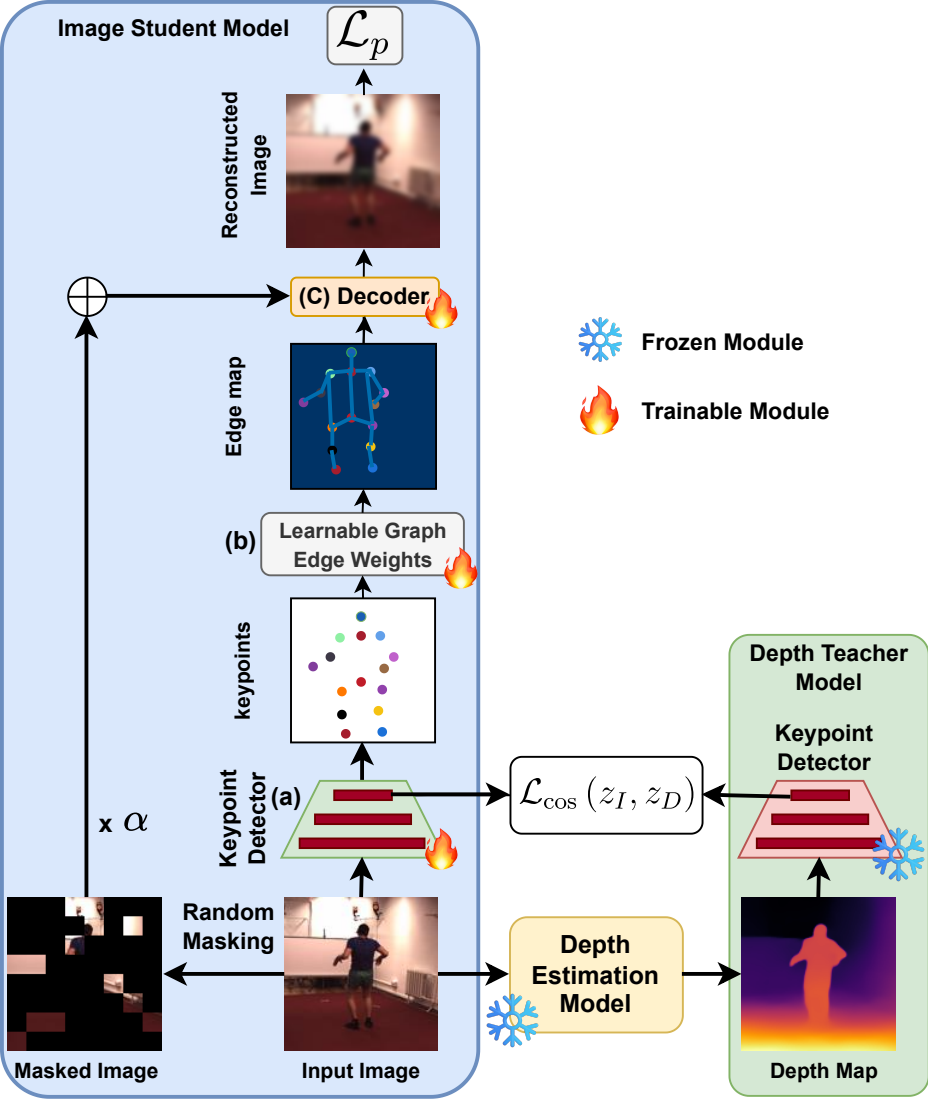 Image Student Model
ℒ_p
Reconstructed
Image
(C) Decoder
Edge map
Frozen Module
Trainable Module
(b)
Learnable Graph
Edge Weights
keypoints
Depth Teacher
Model
Keypoint
Detector
Keypoint
Detector
(a)
ℒ_cos (z_I, z_D)
x α
Random
Masking
Depth
Estimation
Model
Masked Image
Input Image
Depth Map